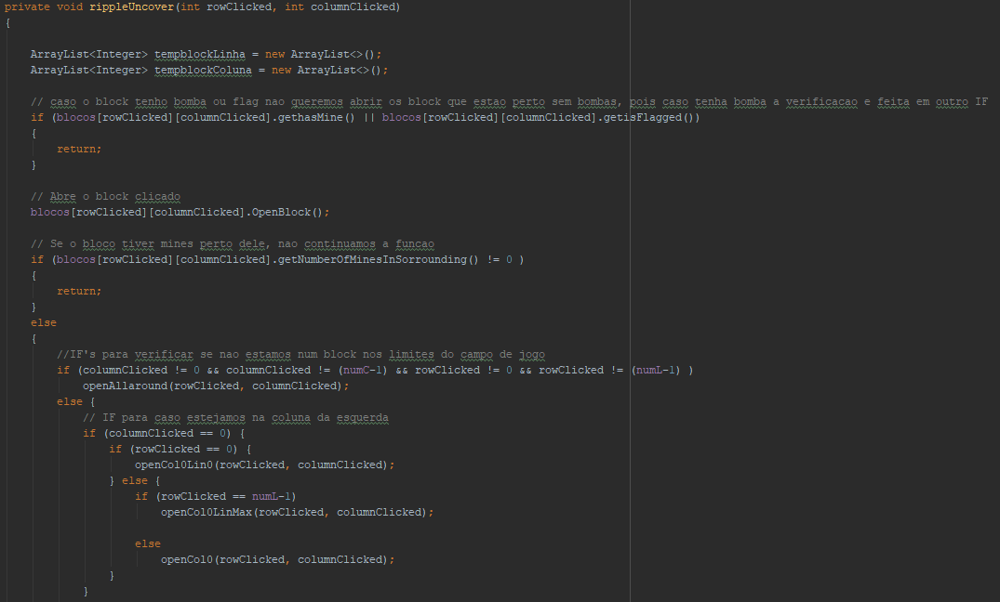 private void rippleUncover(int rowClicked, int columnClicked)
{
ArrayList<Integer> tempblockLinha = new ArrayList<>();
ArrayList<Integer> tempblockColuna = new ArrayList<>();
// caso o block tenho bomba ou flag nao queremos abrir os block que estao perto sem bombas, pois caso tenha bomba a verificacao e feita em outro IF
if (blocos[rowClicked][columnClicked].gethasMine() || blocos[rowClicked][columnClicked].getisFlagged())
{
return;
}
// Abre o block clicado
blocos[rowClicked][columnClicked].OpenBlock();
// Se o bloco tiver mines perto dele, nao continuamos a funcao
if (blocos[rowClicked][columnClicked].getNumberOfMinesInSorrounding() != 0 )
{
return;
}
else
{
//IF's para verificar se nao estamos num block nos limites do campo de jogo
if (columnClicked != 0 && columnClicked != (numC-1) && rowClicked != 0 && rowClicked != (numL-1) )
openAllaround(rowClicked, columnClicked);
else {
// IF para caso estejamos na coluna da esquerda
if (columnClicked == 0) {
if (rowClicked == 0) {
openCol0Lin0(rowClicked, columnClicked);
} else {
if (rowClicked == numL-1)
openCol0LinMax(rowClicked, columnClicked);
else
openCol0(rowClicked, columnClicked);
}
}